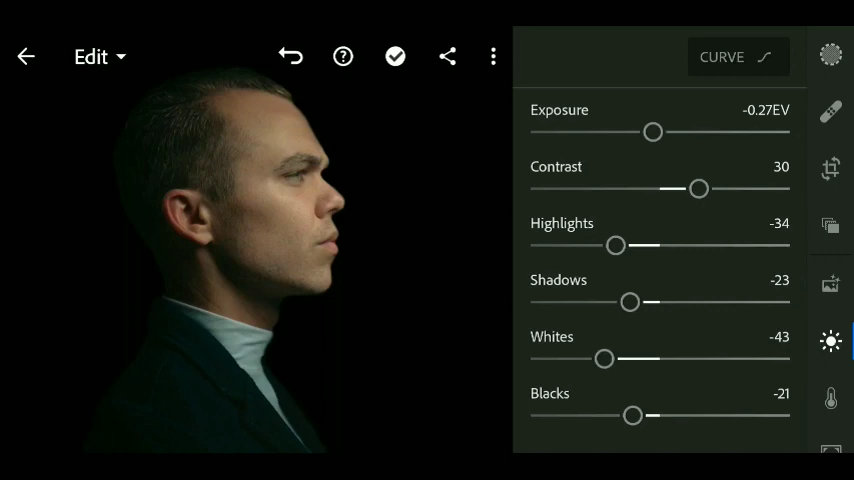 Edit
CURVE
Exposure -0.27EV
Contrast 30
Highlights -34
Shadows -23
Whites -43
Blacks -21